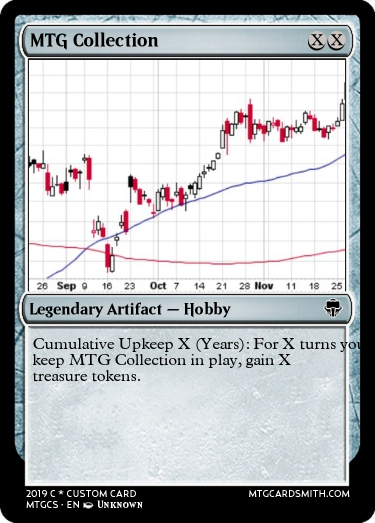 MTG Collection XX
26 Sep 9 16 23 Oct 7 14 21 28 Nov 11 18 25
Legendary Artifact — Hobby
Cumulative Upkeep X (Years): For X turns you
keep MTG Collection in play, gain X
treasure tokens.
2019 C * CUSTOM CARD MTGCARDSMITH.COM
MTGCS · EN UNKNOWN